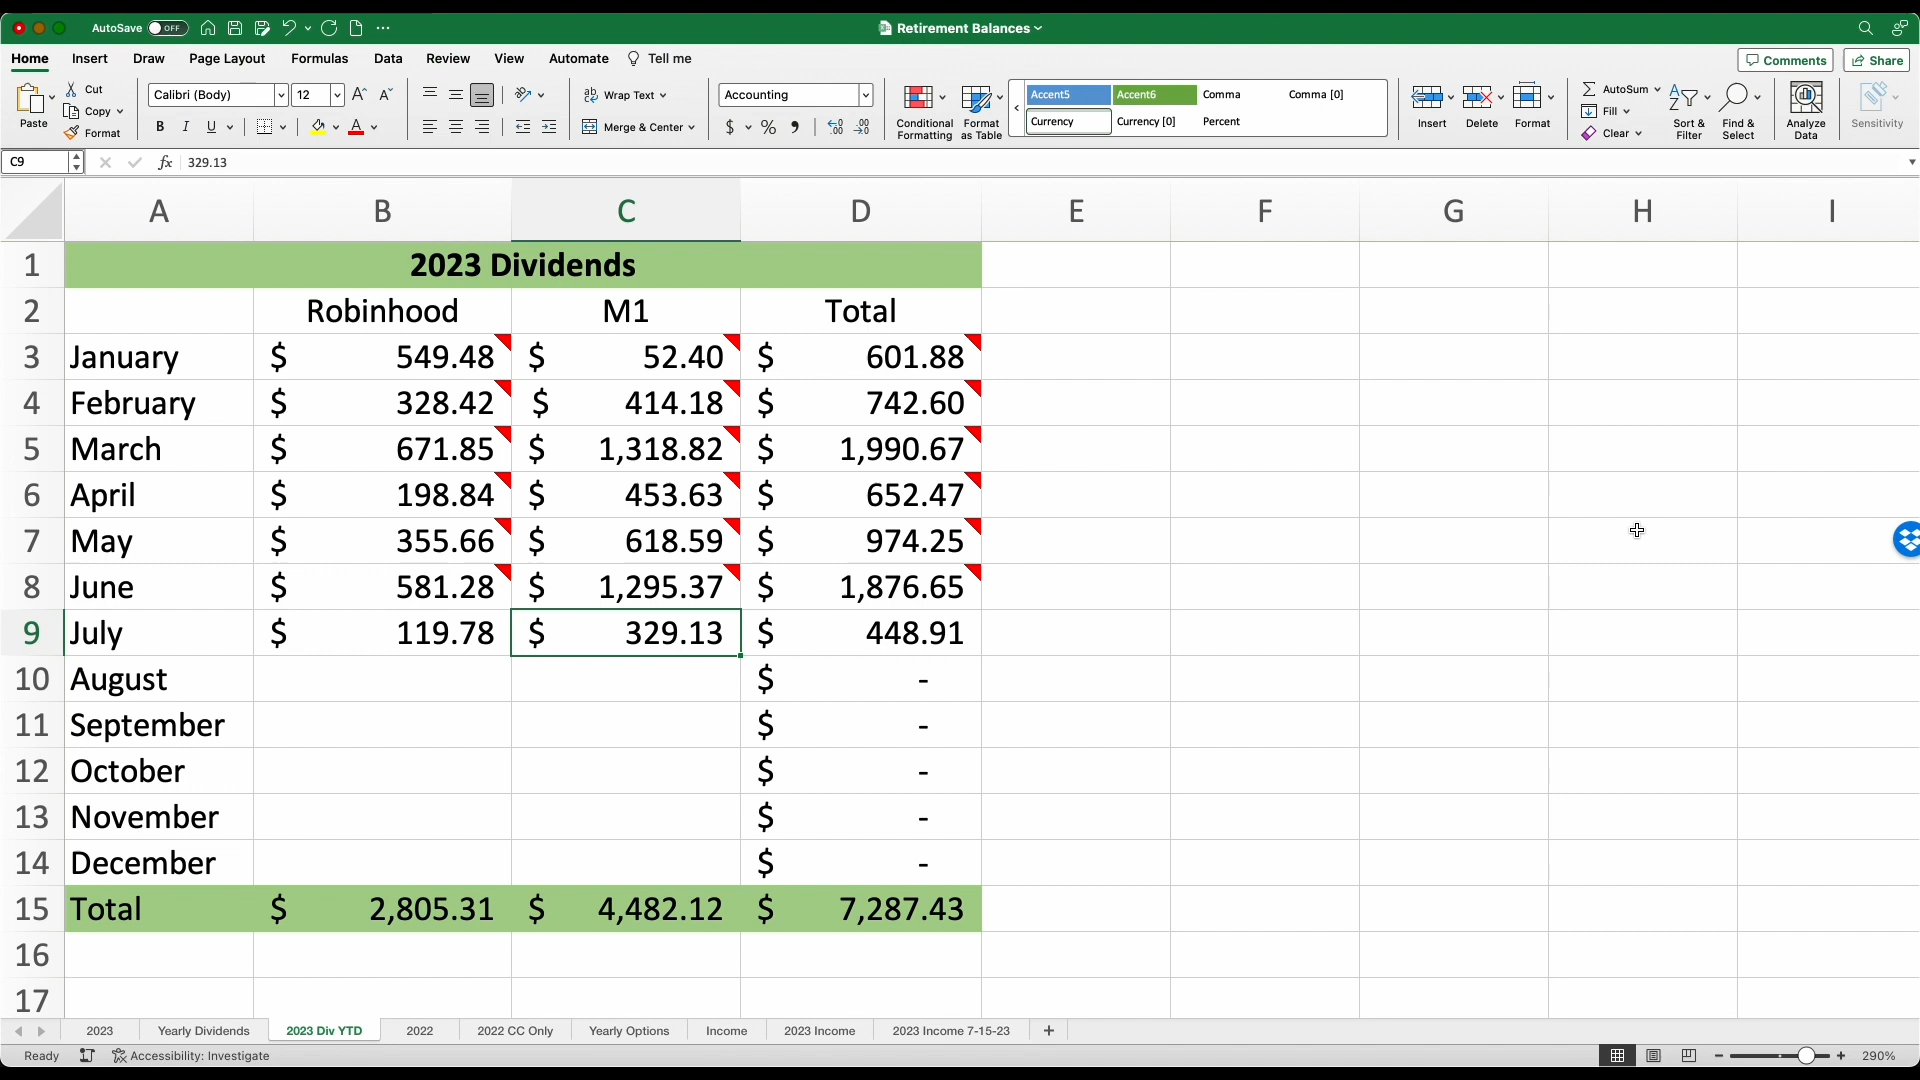 AutoSave OFF Retirement Balances
Home Insert Draw Page Layout Formulas Data Review View Automate Tell me Comments Share
Paste Cut Copy Format
Calibri (Body) 12 A A
B I U A
Wrap Text
Merge & Center
Accounting
$ %
Conditional Formatting
Format as Table
Accent5 Accent6 Comma Comma [0]
Currency Currency [0] Percent
Insert Delete Format
AutoSum
Fill
Clear
Sort & Filter
Find & Select
Analyze Data
Sensitivity
C9 fx 329.13
A B C D E F G H I
1 2023 Dividends
2 Robinhood M1 Total
3 January $ 549.48 $ 52.40 $ 601.88
4 February $ 328.42 $ 414.18 $ 742.60
5 March $ 671.85 $ 1,318.82 $ 1,990.67
6 April $ 198.84 $ 453.63 $ 652.47
7 May $ 355.66 $ 618.59 $ 974.25
8 June $ 581.28 $ 1,295.37 $ 1,876.65
9 July $ 119.78 $ 329.13 $ 448.91
10 August $ -
11 September $ -
12 October $ -
13 November $ -
14 December $ -
15 Total $ 2,805.31 $ 4,482.12 $ 7,287.43
16
17
2023 Yearly Dividends 2023 Div YTD 2022 2022 CC Only Yearly Options Income 2023 Income 2023 Income 7-15-23 +
Ready Accessibility: Investigate 290%